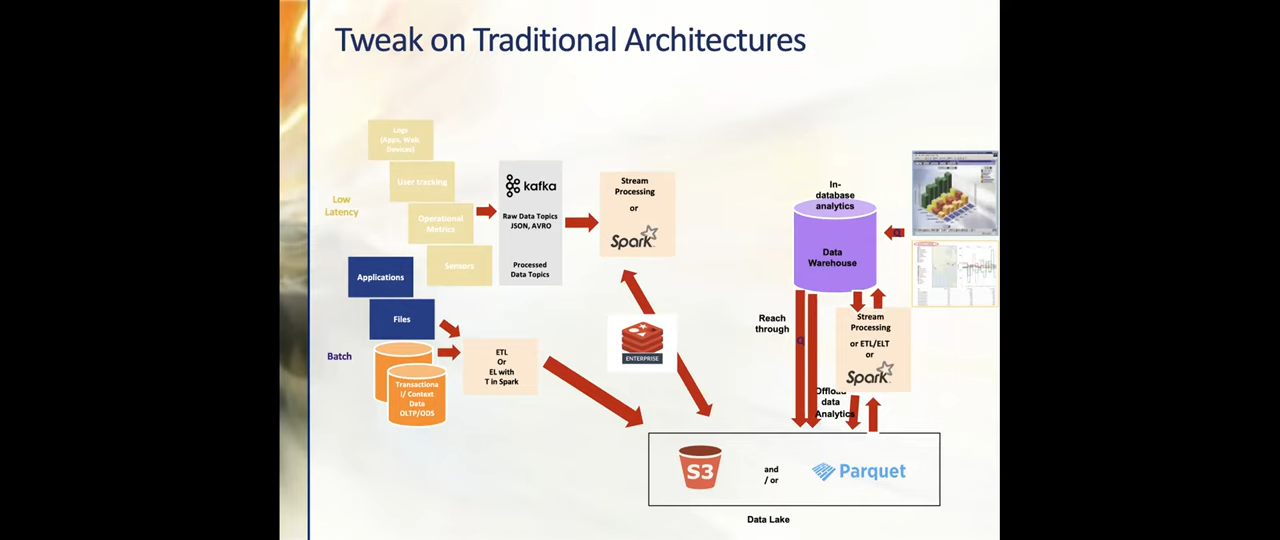 Tweak on Traditional Architectures
Logs
(Apps, Web
Devices)
User tracking
Operational
Metrics
Sensors
Low
Latency
Applications
Files
Batch
Transactiona
l/ Context
Data
OLTP/ODS
kafka
Raw Data Topics
JSON, AVRO
Processed
Data Topics
ETL
Or
EL with
T in Spark
Stream
Processing
or
Spark
ENTERPRISE
In-
database
analytics
Data
Warehouse
Reach
through
Q
Q
Stream
Processing
or ETL/ELT
or
Spark
Offload
data
Analytics
S3
and
/ or
Parquet
Data Lake